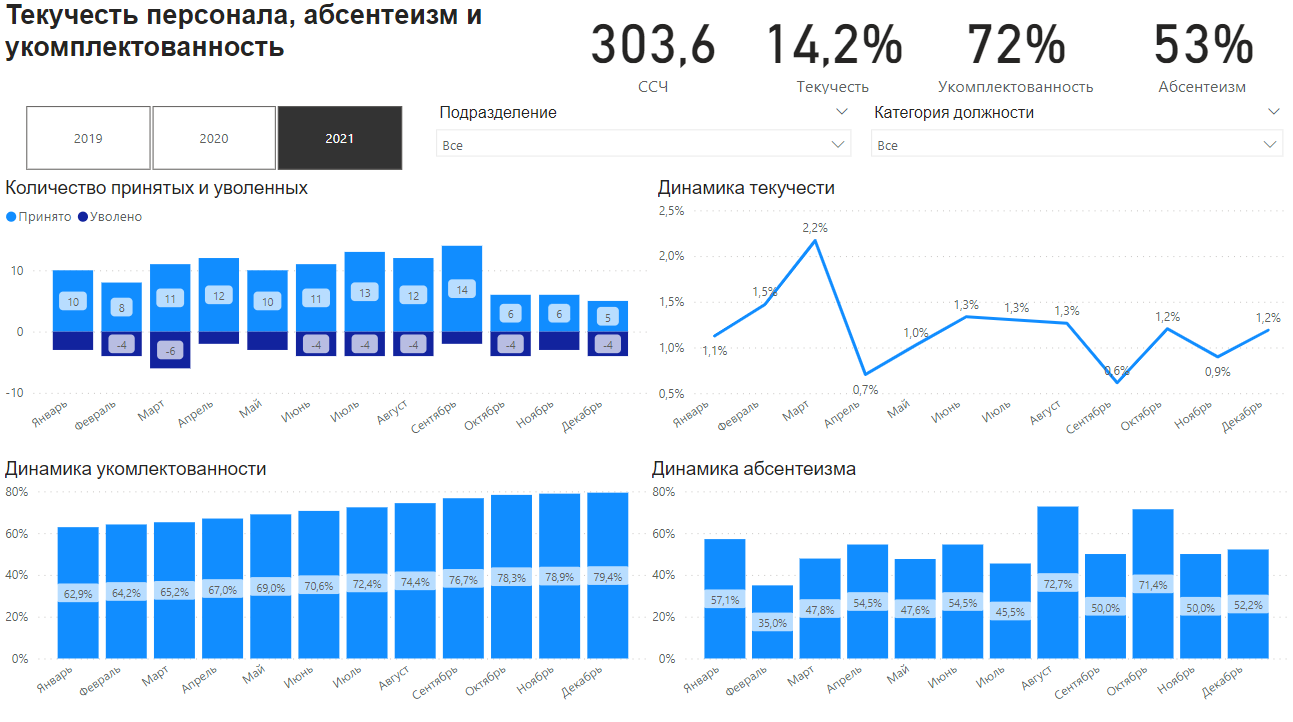 Текучесть персонала, абсентеизм и
укомплектованность
303,6
ССЧ
14,2%
Текучесть
72%
Укомплектованность
53%
Абсентеизм
2019
2020
2021
Подразделение
Все
Категория должности
Все
Количество принятых и уволенных
Принято Уволено
10
0
-10
10 8 11 12 10 11 13 12 14 6 6 5
-4 -6 -4 -4 -4 -4 -4
Январь Февраль Март Апрель Май Июнь Июль Август Сентябрь Октябрь Ноябрь Декабрь
Динамика текучести
2,5%
2,0%
1,5%
1,0%
0,5%
1,1% 1,5% 2,2% 0,7% 1,0% 1,3% 1,3% 1,3% 0,6% 1,2% 0,9% 1,2%
Январь Февраль Март Апрель Май Июнь Июль Август Сентябрь Октябрь Ноябрь Декабрь
Динамика укомлектованности
80%
60%
40%
20%
0%
62,9% 64,2% 65,2% 67,0% 69,0% 70,6% 72,4% 74,4% 76,7% 78,3% 78,9% 79,4%
Январь Февраль Март Апрель Май Июнь Июль Август Сентябрь Октябрь Ноябрь Декабрь
Динамика абсентеизма
80%
60%
40%
20%
0%
57,1% 35,0% 47,8% 54,5% 47,6% 54,5% 45,5% 72,7% 50,0% 71,4% 50,0% 52,2%
Январь Февраль Март Апрель Май Июнь Июль Август Сентябрь Октябрь Ноябрь Декабрь